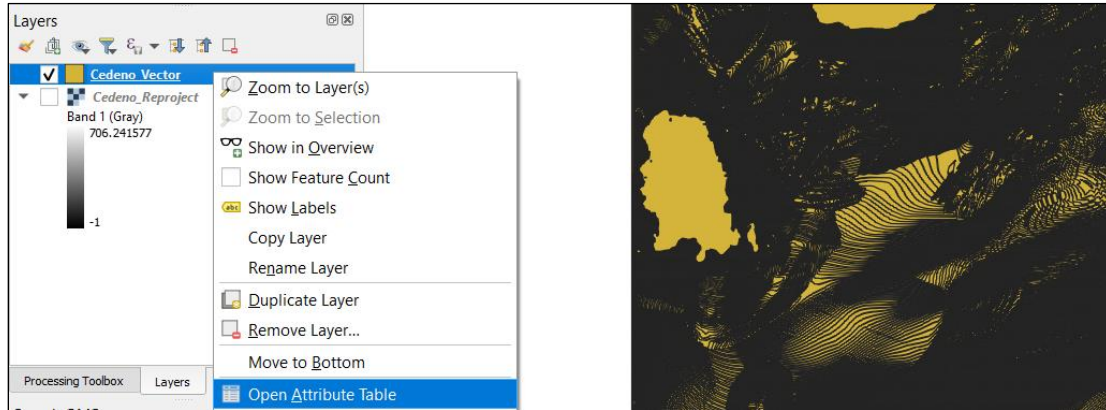 Layers
Cedeno Vector
Cedeno_Reproject
Band 1 (Gray)
706.241577
-1
Zoom to Layer(s)
Zoom to Selection
Show in Overview
Show Feature Count
abc Show Labels
Copy Layer
Rename Layer
Duplicate Layer
Remove Layer...
Move to Bottom
Open Attribute Table
Processing Toolbox
Layers